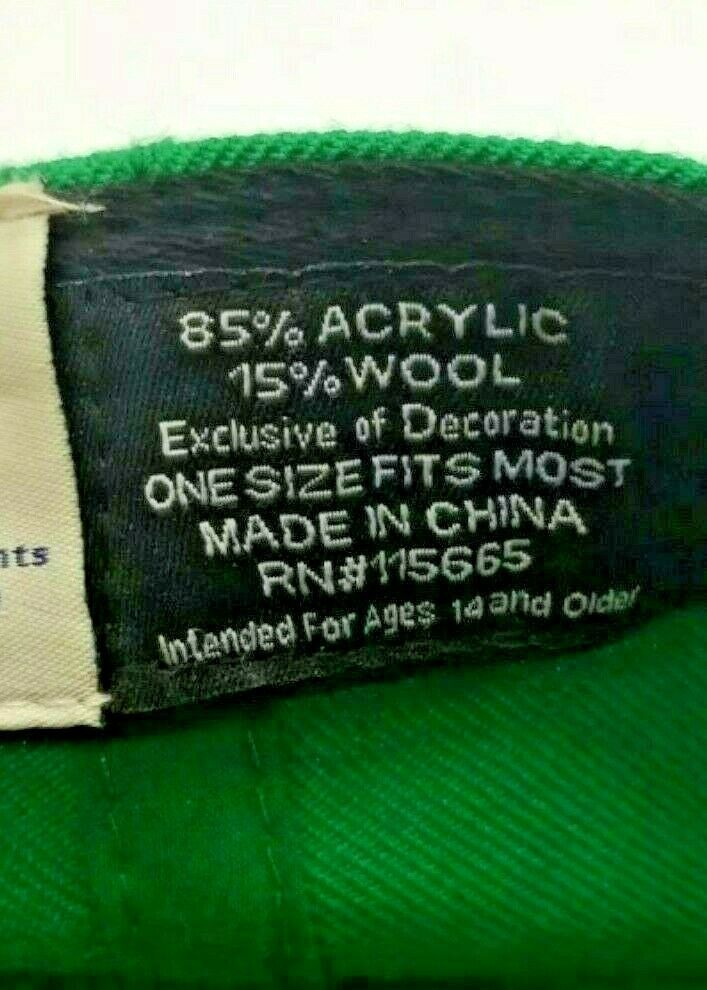 85% ACRYLIC
15% WOOL
Exclusive of Decoration
ONE SIZE FITS MOST
MADE IN CHINA
RN#115665
Intended For Ages 14 and Older
nts